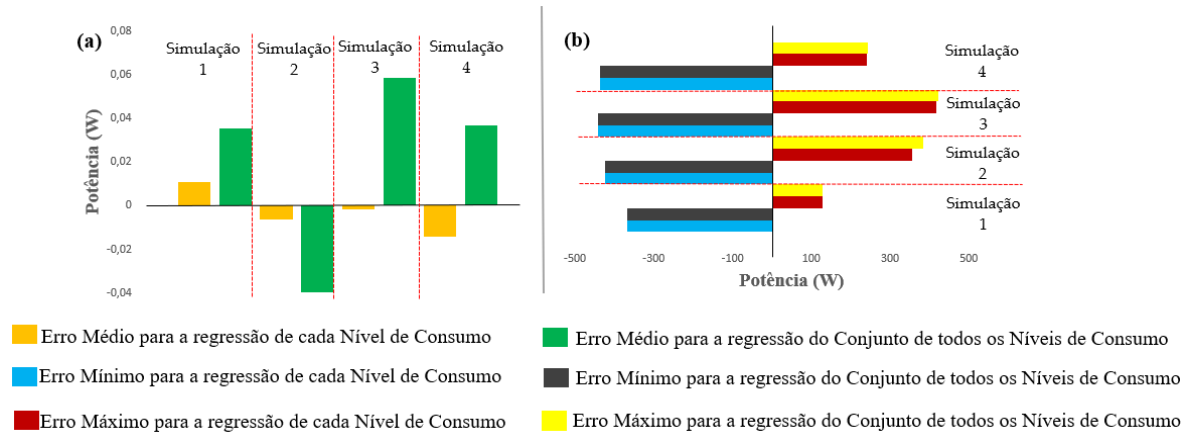 (a)
0,08
0,06
0,04
0,02
0
-0,02
-0,04
Potência (W)
Simulação
1
Simulação
2
Simulação
3
Simulação
4
(b)
Simulação
4
Simulação
3
Simulação
2
Simulação
1
-500 -300 -100 100 300 500
Potência (W)
Erro Médio para a regressão de cada Nível de Consumo
Erro Médio para a regressão do Conjunto de todos os Níveis de Consumo
Erro Mínimo para a regressão de cada Nível de Consumo
Erro Mínimo para a regressão do Conjunto de todos os Níveis de Consumo
Erro Máximo para a regressão de cada Nível de Consumo
Erro Máximo para a regressão do Conjunto de todos os Níveis de Consumo